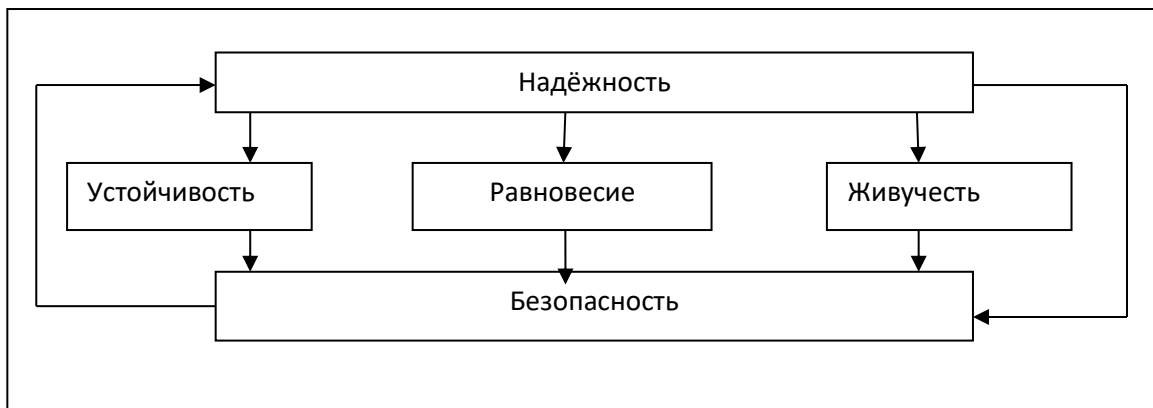 Надёжность
Устойчивость
Равновесие
Живучесть
Безопасность